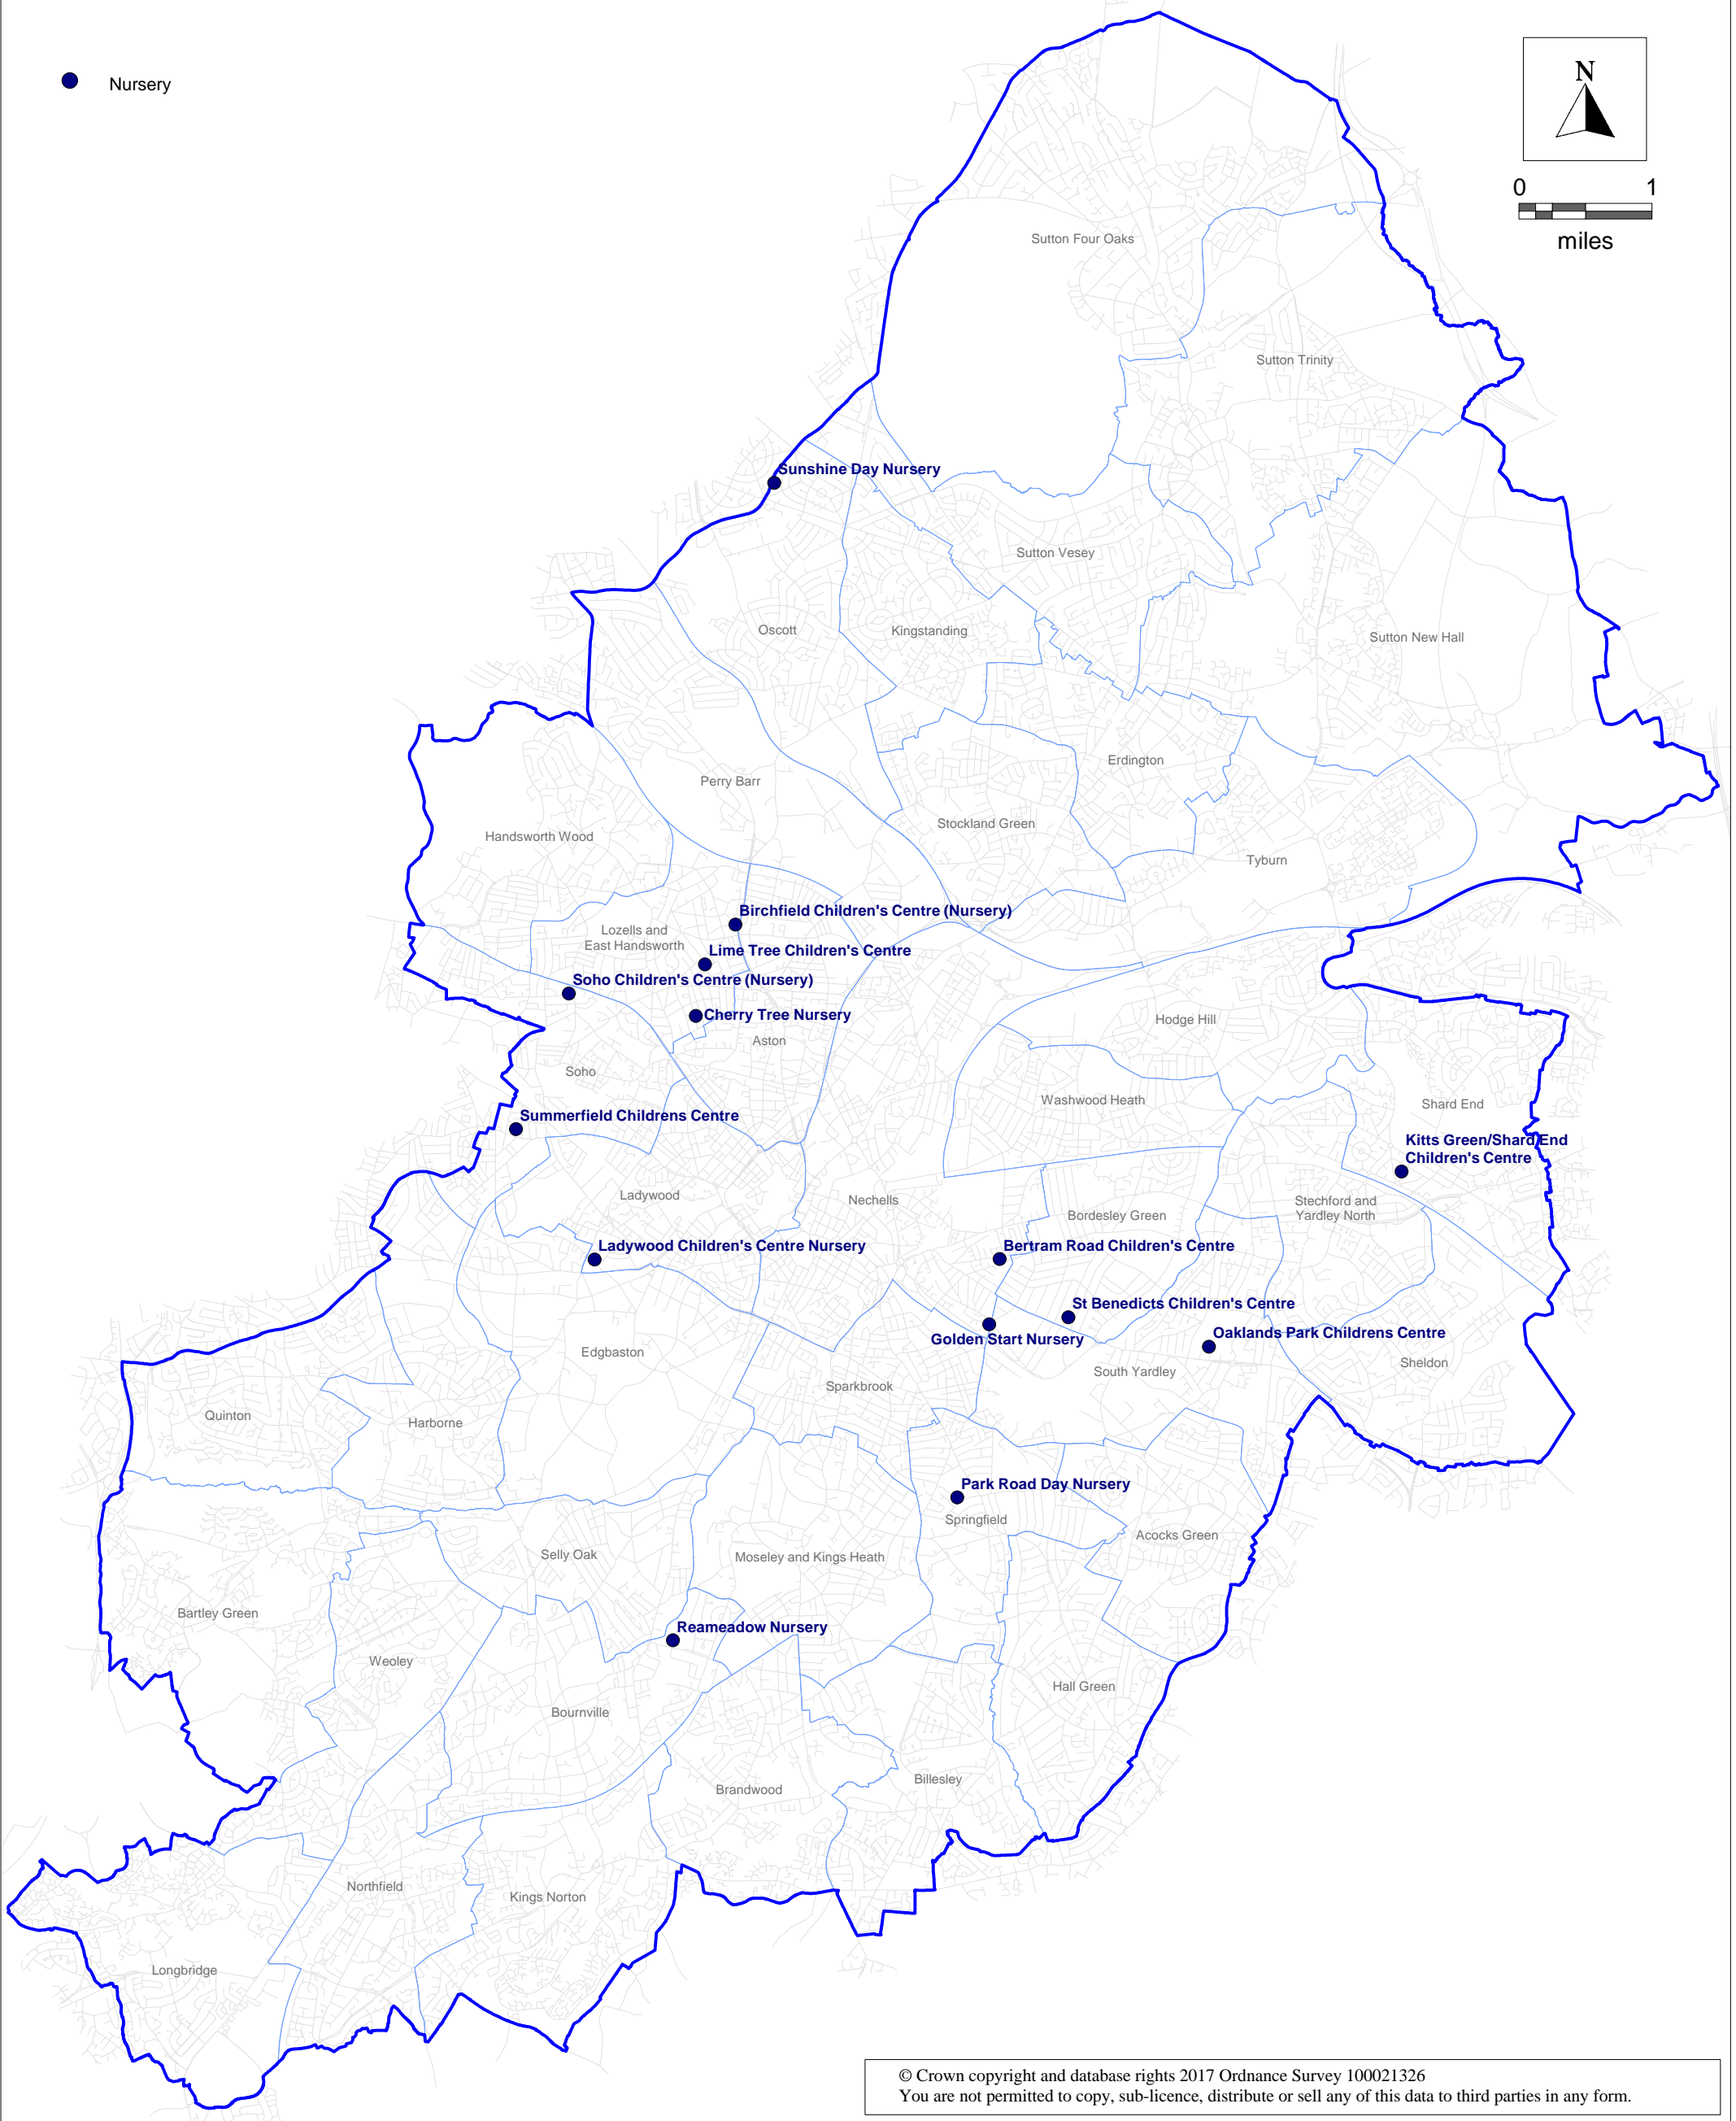 Nursery
N
0 1
miles
Sutton Four Oaks
Sutton Trinity
Sunshine Day Nursery
Sutton Vesey
Oscott
Kingstanding
Sutton New Hall
Erdington
Perry Barr
Stockland Green
Handsworth Wood
Tyburn
Birchfield Children's Centre (Nursery)
Lozells and
East Handsworth
Lime Tree Children's Centre
Soho Children's Centre (Nursery)
Cherry Tree Nursery
Hodge Hill
Aston
Soho
Washwood Heath
Shard End
Summerfield Childrens Centre
Kitts Green/Shard End
Children's Centre
Ladywood
Nechells
Stechford and
Yardley North
Bordesley Green
Ladywood Children's Centre Nursery
Bertram Road Children's Centre
St Benedicts Children's Centre
Golden Start Nursery
Oaklands Park Childrens Centre
Edgbaston
Sheldon
South Yardley
Sparkbrook
Quinton
Harborne
Park Road Day Nursery
Springfield
Acocks Green
Selly Oak
Moseley and Kings Heath
Bartley Green
Reameadow Nursery
Weoley
Hall Green
Bournville
Billesley
Brandwood
Northfield
Kings Norton
Longbridge
© Crown copyright and database rights 2017 Ordnance Survey 100021326
You are not permitted to copy, sub-licence, distribute or sell any of this data to third parties in any form.